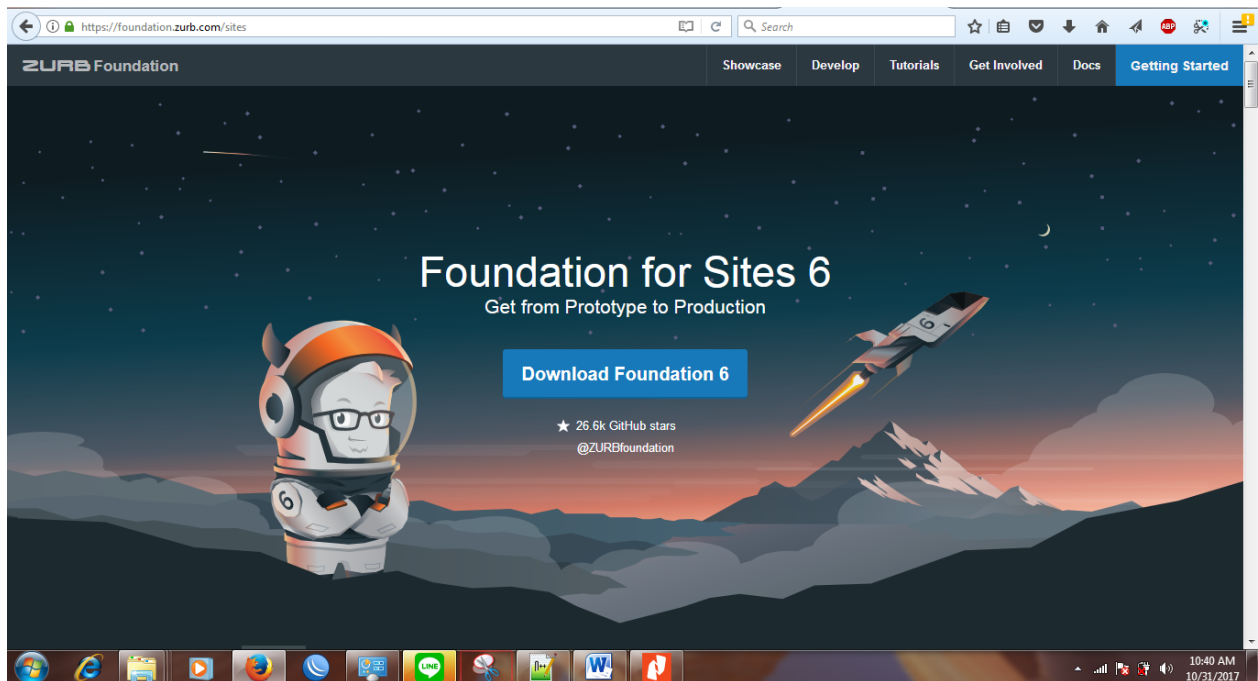 https://foundation.zurb.com/sites
Search
ABP
ZURB Foundation
Showcase
Develop
Tutorials
Get Involved
Docs
Getting Started
Foundation for Sites 6
Get from Prototype to Production
Download Foundation 6
★ 26.6k GitHub stars
@ZURBfoundation
6
6
LINE
W
10:40 AM
10/31/2017